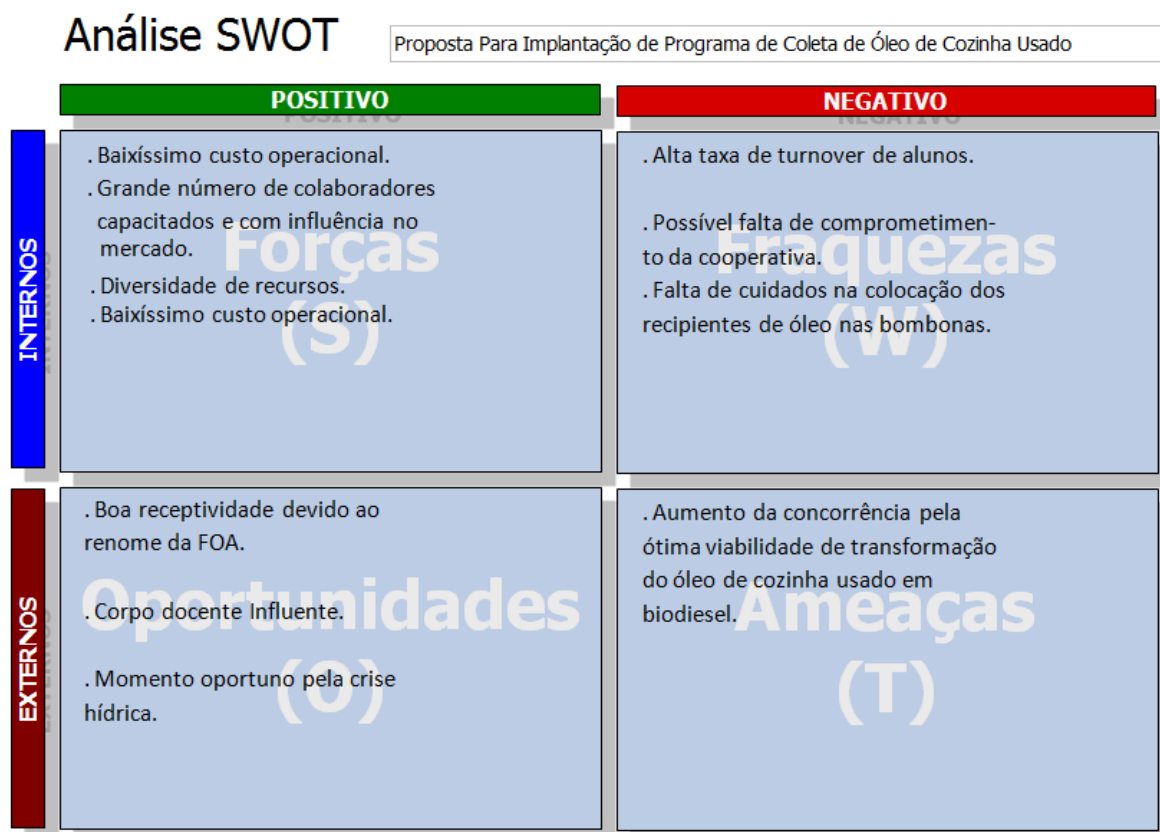 Análise SWOT
Proposta Para Implantação de Programa de Coleta de Óleo de Cozinha Usado
POSITIVO
NEGATIVO
INTERNOS
. Baixíssimo custo operacional.
. Grande número de colaboradores
capacitados e com influência no
mercado.
. Diversidade de recursos.
. Baixíssimo custo operacional.
Forças
(S)
. Alta taxa de turnover de alunos.
. Possível falta de comprometimen-
to da cooperativa.
. Falta de cuidados na colocação dos
recipientes de óleo nas bombonas.
Fraquezas
(W)
EXTERNOS
. Boa receptividade devido ao
renome da FOA.
. Corpo docente Influente.
. Momento oportuno pela crise
hídrica.
Oportunidades
(O)
. Aumento da concorrência pela
ótima viabilidade de transformação
do óleo de cozinha usado em
biodiesel.
Ameaças
(T)